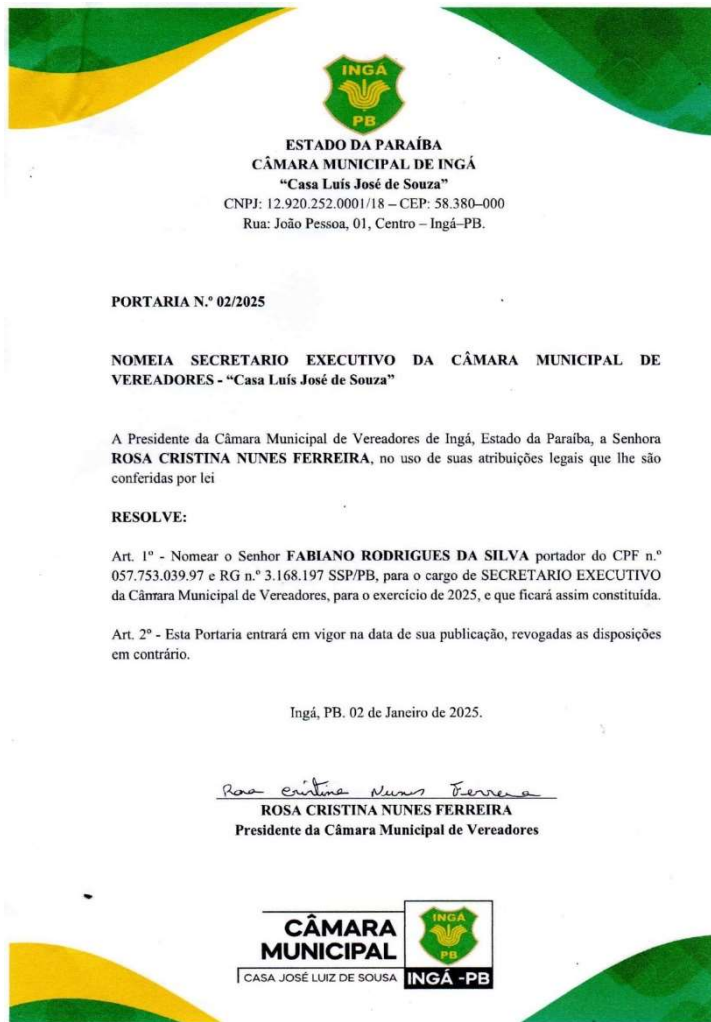 INGÁ
PB
ESTADO DA PARAÍBA
CÂMARA MUNICIPAL DE INGÁ
“Casa Luís José de Souza”
CNPJ: 12.920.252.0001/18 – CEP: 58.380–000
Rua: João Pessoa, 01, Centro – Ingá–PB.
PORTARIA N.º 02/2025
NOMEIA SECRETARIO EXECUTIVO DA CÂMARA MUNICIPAL DE
VEREADORES - “Casa Luís José de Souza”
A Presidente da Câmara Municipal de Vereadores de Ingá, Estado da Paraíba, a Senhora
ROSA CRISTINA NUNES FERREIRA, no uso de suas atribuições legais que lhe são
conferidas por lei
RESOLVE:
Art. 1º - Nomear o Senhor FABIANO RODRIGUES DA SILVA portador do CPF n.º
057.753.039.97 e RG n.º 3.168.197 SSP/PB, para o cargo de SECRETARIO EXECUTIVO
da Câmara Municipal de Vereadores, para o exercício de 2025, e que ficará assim constituída.
Art. 2º - Esta Portaria entrará em vigor na data de sua publicação, revogadas as disposições
em contrário.
Ingá, PB. 02 de Janeiro de 2025.
Rosa Cristina Nunes Ferreira
ROSA CRISTINA NUNES FERREIRA
Presidente da Câmara Municipal de Vereadores
CÂMARA
MUNICIPAL
CASA JOSÉ LUIZ DE SOUSA
INGÁ
PB
INGÁ -PB